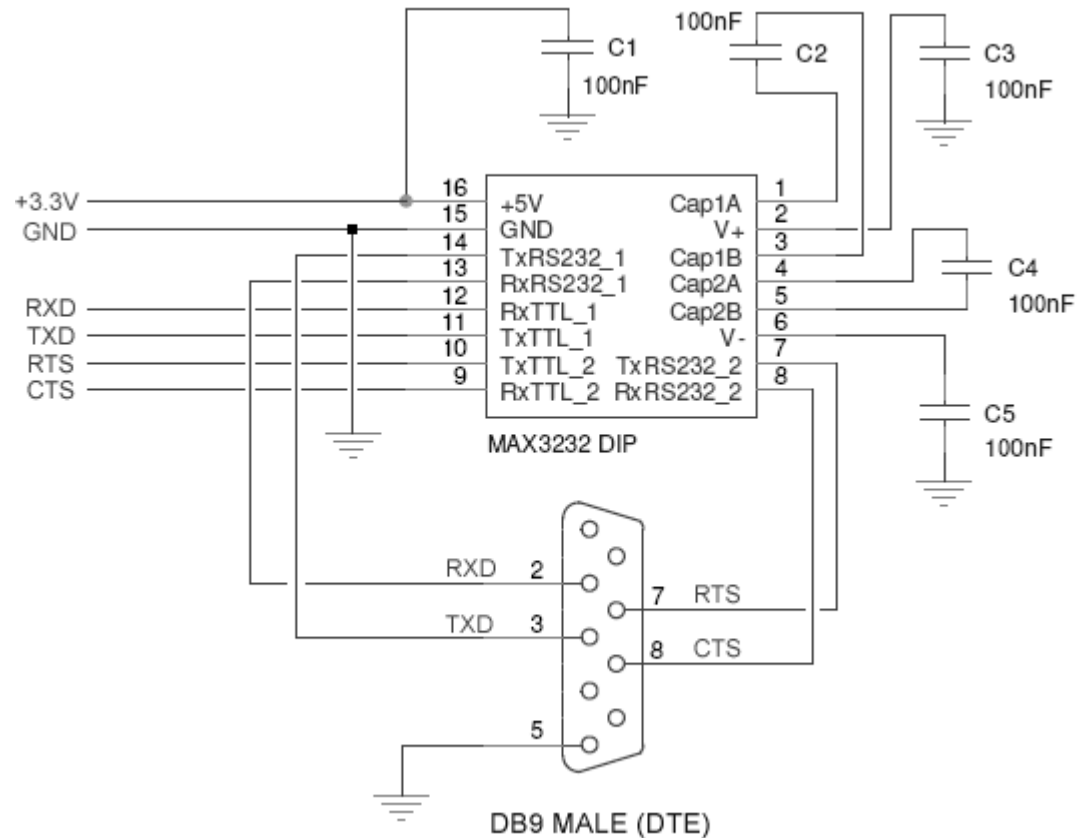 100nF
C1
100nF
C2
C3
100nF
+3.3V
GND
RXD
TXD
RTS
CTS
16
15
14
13
12
11
10
9
+5V
GND
TxRS232_1
RxRS232_1
RxTTL_1
TxTTL_1
TxTTL_2
RxTTL_2
Cap1A
V+
Cap1B
Cap2A
Cap2B
V-
TxRS232_2
RxRS232_2
1
2
3
4
5
6
7
8
C4
100nF
C5
100nF
MAX3232 DIP
RXD 2
TXD 3
5
7 RTS
8 CTS
DB9 MALE (DTE)